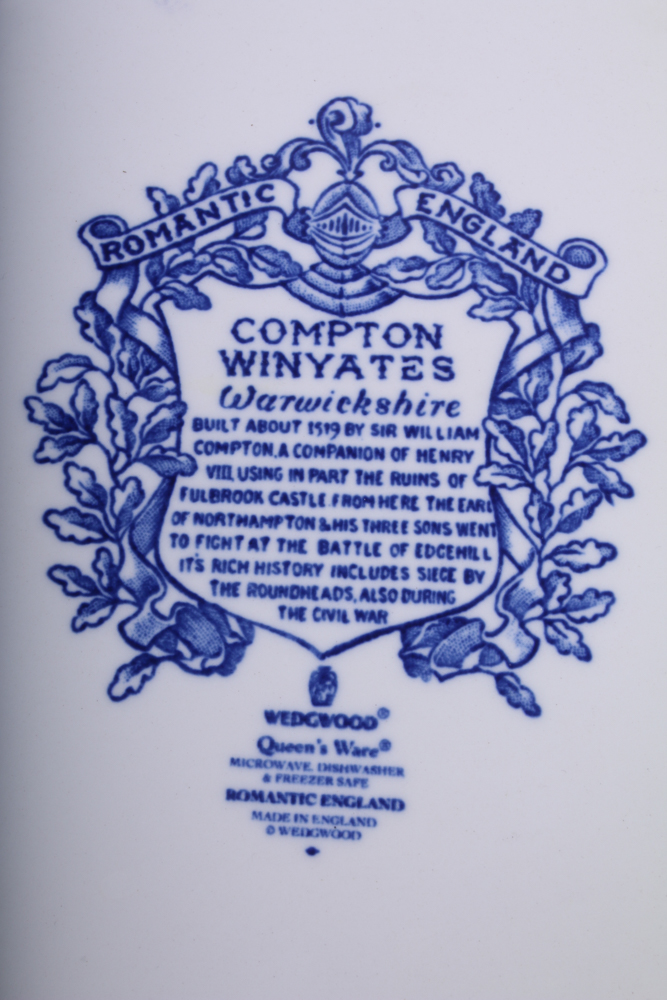 ROMANTIC ENGLAND
COMPTON
WINYATES
Warwickshire
BUILT ABOUT 1519 BY SIR WILLIAM
COMPTON, A COMPANION OF HENRY
VIII, USING IN PART THE RUINS OF
FULBROOK CASTLE FROM HERE THE EARL
OF NORTHAMPTON & HIS THREE SONS WENT
TO FIGHT AT THE BATTLE OF EDGEHILL
IT'S RICH HISTORY INCLUDES SIEGE BY
THE ROUNDHEADS, ALSO DURING
THE CIVIL WAR
WEDGWOOD®
Queen's Ware®
MICROWAVE, DISHWASHER
& FREEZER SAFE
ROMANTIC ENGLAND
MADE IN ENGLAND
© WEDGWOOD